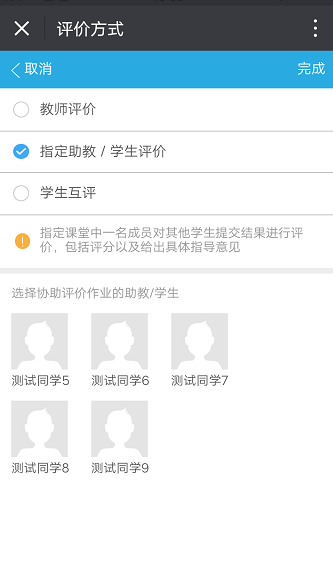 评价方式
取消
完成
教师评价
指定助教 / 学生评价
学生互评
指定课堂中一名成员对其他学生提交结果进行评
价，包括评分以及给出具体指导意见
选择协助评价作业的助教/学生
测试同学5 测试同学6 测试同学7
测试同学8 测试同学9